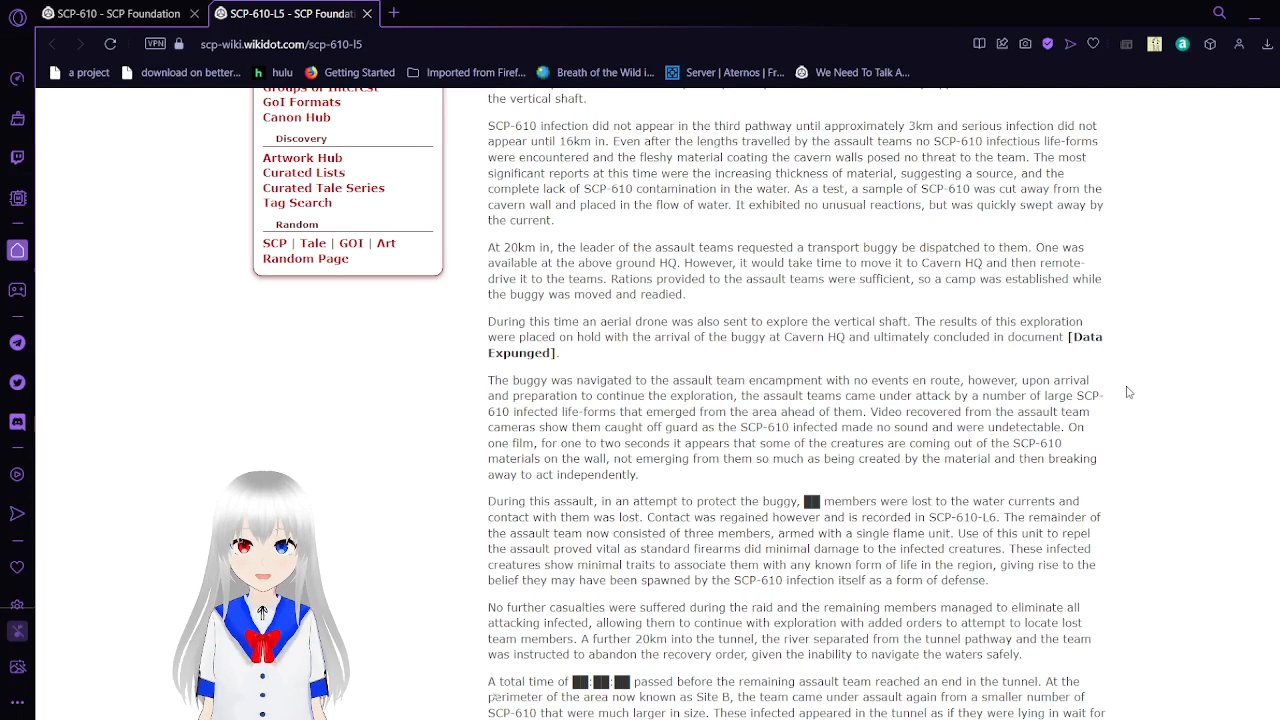 SCP-610 - SCP Foundation
SCP-610-L5 - SCP Foundati
VPN
scp-wiki.wikidot.com/scp-610-l5
a project
download on better...
hulu
Getting Started
Imported from Firef...
Breath of the Wild i...
Server | Aternos | Fr...
We Need To Talk A...
Groups of Interest
GoI Formats
Canon Hub
Discovery
Artwork Hub
Curated Lists
Curated Tale Series
Tag Search
Random
SCP | Tale | GOI | Art
Random Page
the vertical shaft.
SCP-610 infection did not appear in the third pathway until approximately 3km and serious infection did not
appear until 16km in. Even after the lengths travelled by the assault teams no SCP-610 infectious life-forms
were encountered and the fleshy material coating the cavern walls posed no threat to the team. The most
significant reports at this time were the increasing thickness of material, suggesting a source, and the
complete lack of SCP-610 contamination in the water. As a test, a sample of SCP-610 was cut away from the
cavern wall and placed in the flow of water. It exhibited no unusual reactions, but was quickly swept away by
the current.
At 20km in, the leader of the assault teams requested a transport buggy be dispatched to them. One was
available at the above ground HQ. However, it would take time to move it to Cavern HQ and then remote-
drive it to the teams. Rations provided to the assault teams were sufficient, so a camp was established while
the buggy was moved and readied.
During this time an aerial drone was also sent to explore the vertical shaft. The results of this exploration
were placed on hold with the arrival of the buggy at Cavern HQ and ultimately concluded in document [Data
Expunged].
The buggy was navigated to the assault team encampment with no events en route, however, upon arrival
and preparation to continue the exploration, the assault teams came under attack by a number of large SCP-
610 infected life-forms that emerged from the area ahead of them. Video recovered from the assault team
cameras show them caught off guard as the SCP-610 infected made no sound and were undetectable. On
one film, for one to two seconds it appears that some of the creatures are coming out of the SCP-610
materials on the wall, not emerging from them so much as being created by the material and then breaking
away to act independently.
During this assault, in an attempt to protect the buggy, ██ members were lost to the water currents and
contact with them was lost. Contact was regained however and is recorded in SCP-610-L6. The remainder of
the assault team now consisted of three members, armed with a single flame unit. Use of this unit to repel
the assault proved vital as standard firearms did minimal damage to the infected creatures. These infected
creatures show minimal traits to associate them with any known form of life in the region, giving rise to the
belief they may have been spawned by the SCP-610 infection itself as a form of defense.
No further casualties were suffered during the raid and the remaining members managed to eliminate all
attacking infected, allowing them to continue with exploration with added orders to attempt to locate lost
team members. A further 20km into the tunnel, the river separated from the tunnel pathway and the team
was instructed to abandon the recovery order, given the inability to navigate the waters safely.
A total time of ██:██:██ passed before the remaining assault team reached an end in the tunnel. At the
perimeter of the area now known as Site B, the team came under assault again from a smaller number of
SCP-610 that were much larger in size. These infected appeared in the tunnel as if they were lying in wait for